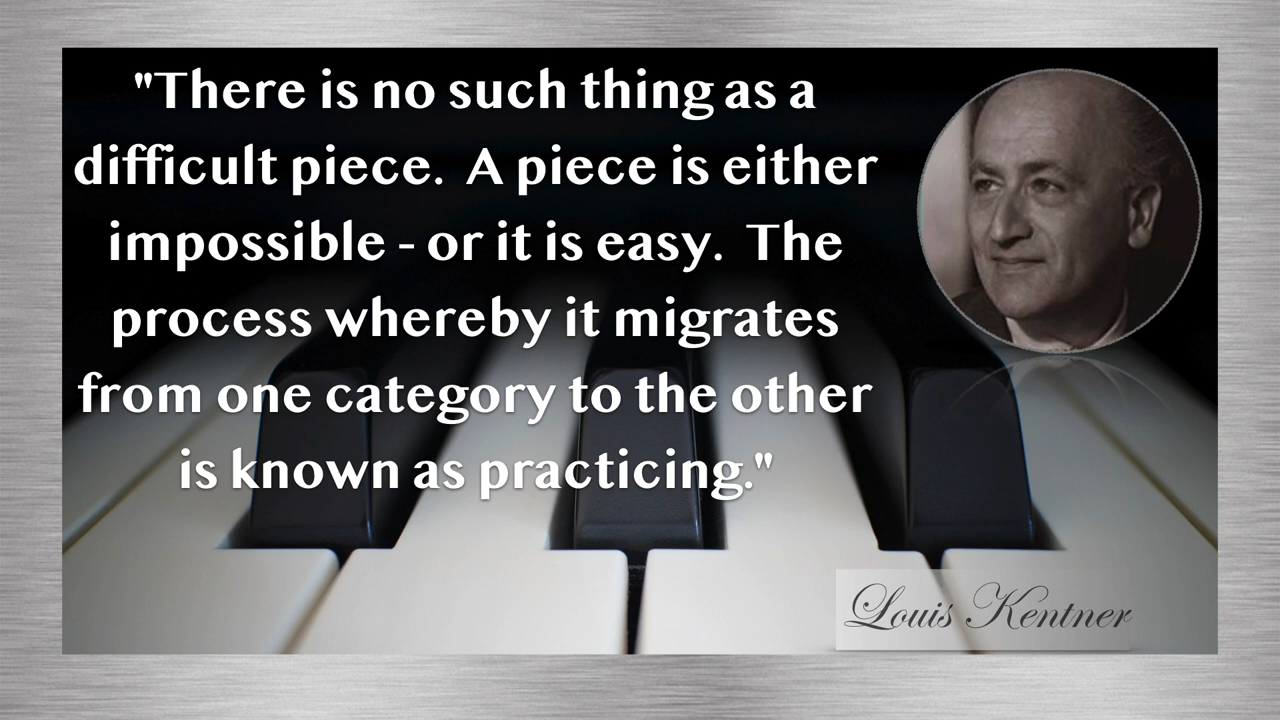 "There is no such thing as a
difficult piece.  A piece is either
impossible - or it is easy.  The
process whereby it migrates
from one category to the other
is known as practicing."
Louis Kentner